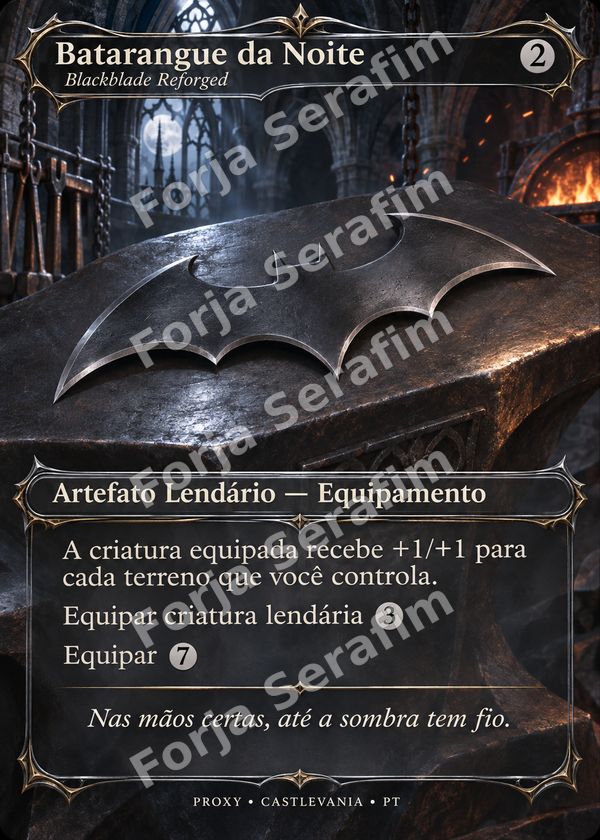 Batarangue da Noite
2
Blackblade Reforged
Forja Serafim
Forja Serafim
Forja Serafim
Artefato Lendário — Equipamento
Forja Serafim
A criatura equipada recebe +1/+1 para
cada terreno que você controla.
Equipar criatura lendária 3
Equipar 7
Forja Serafim
Nas mãos certas, até a sombra tem fio.
PROXY • CASTLEVANIA • PT